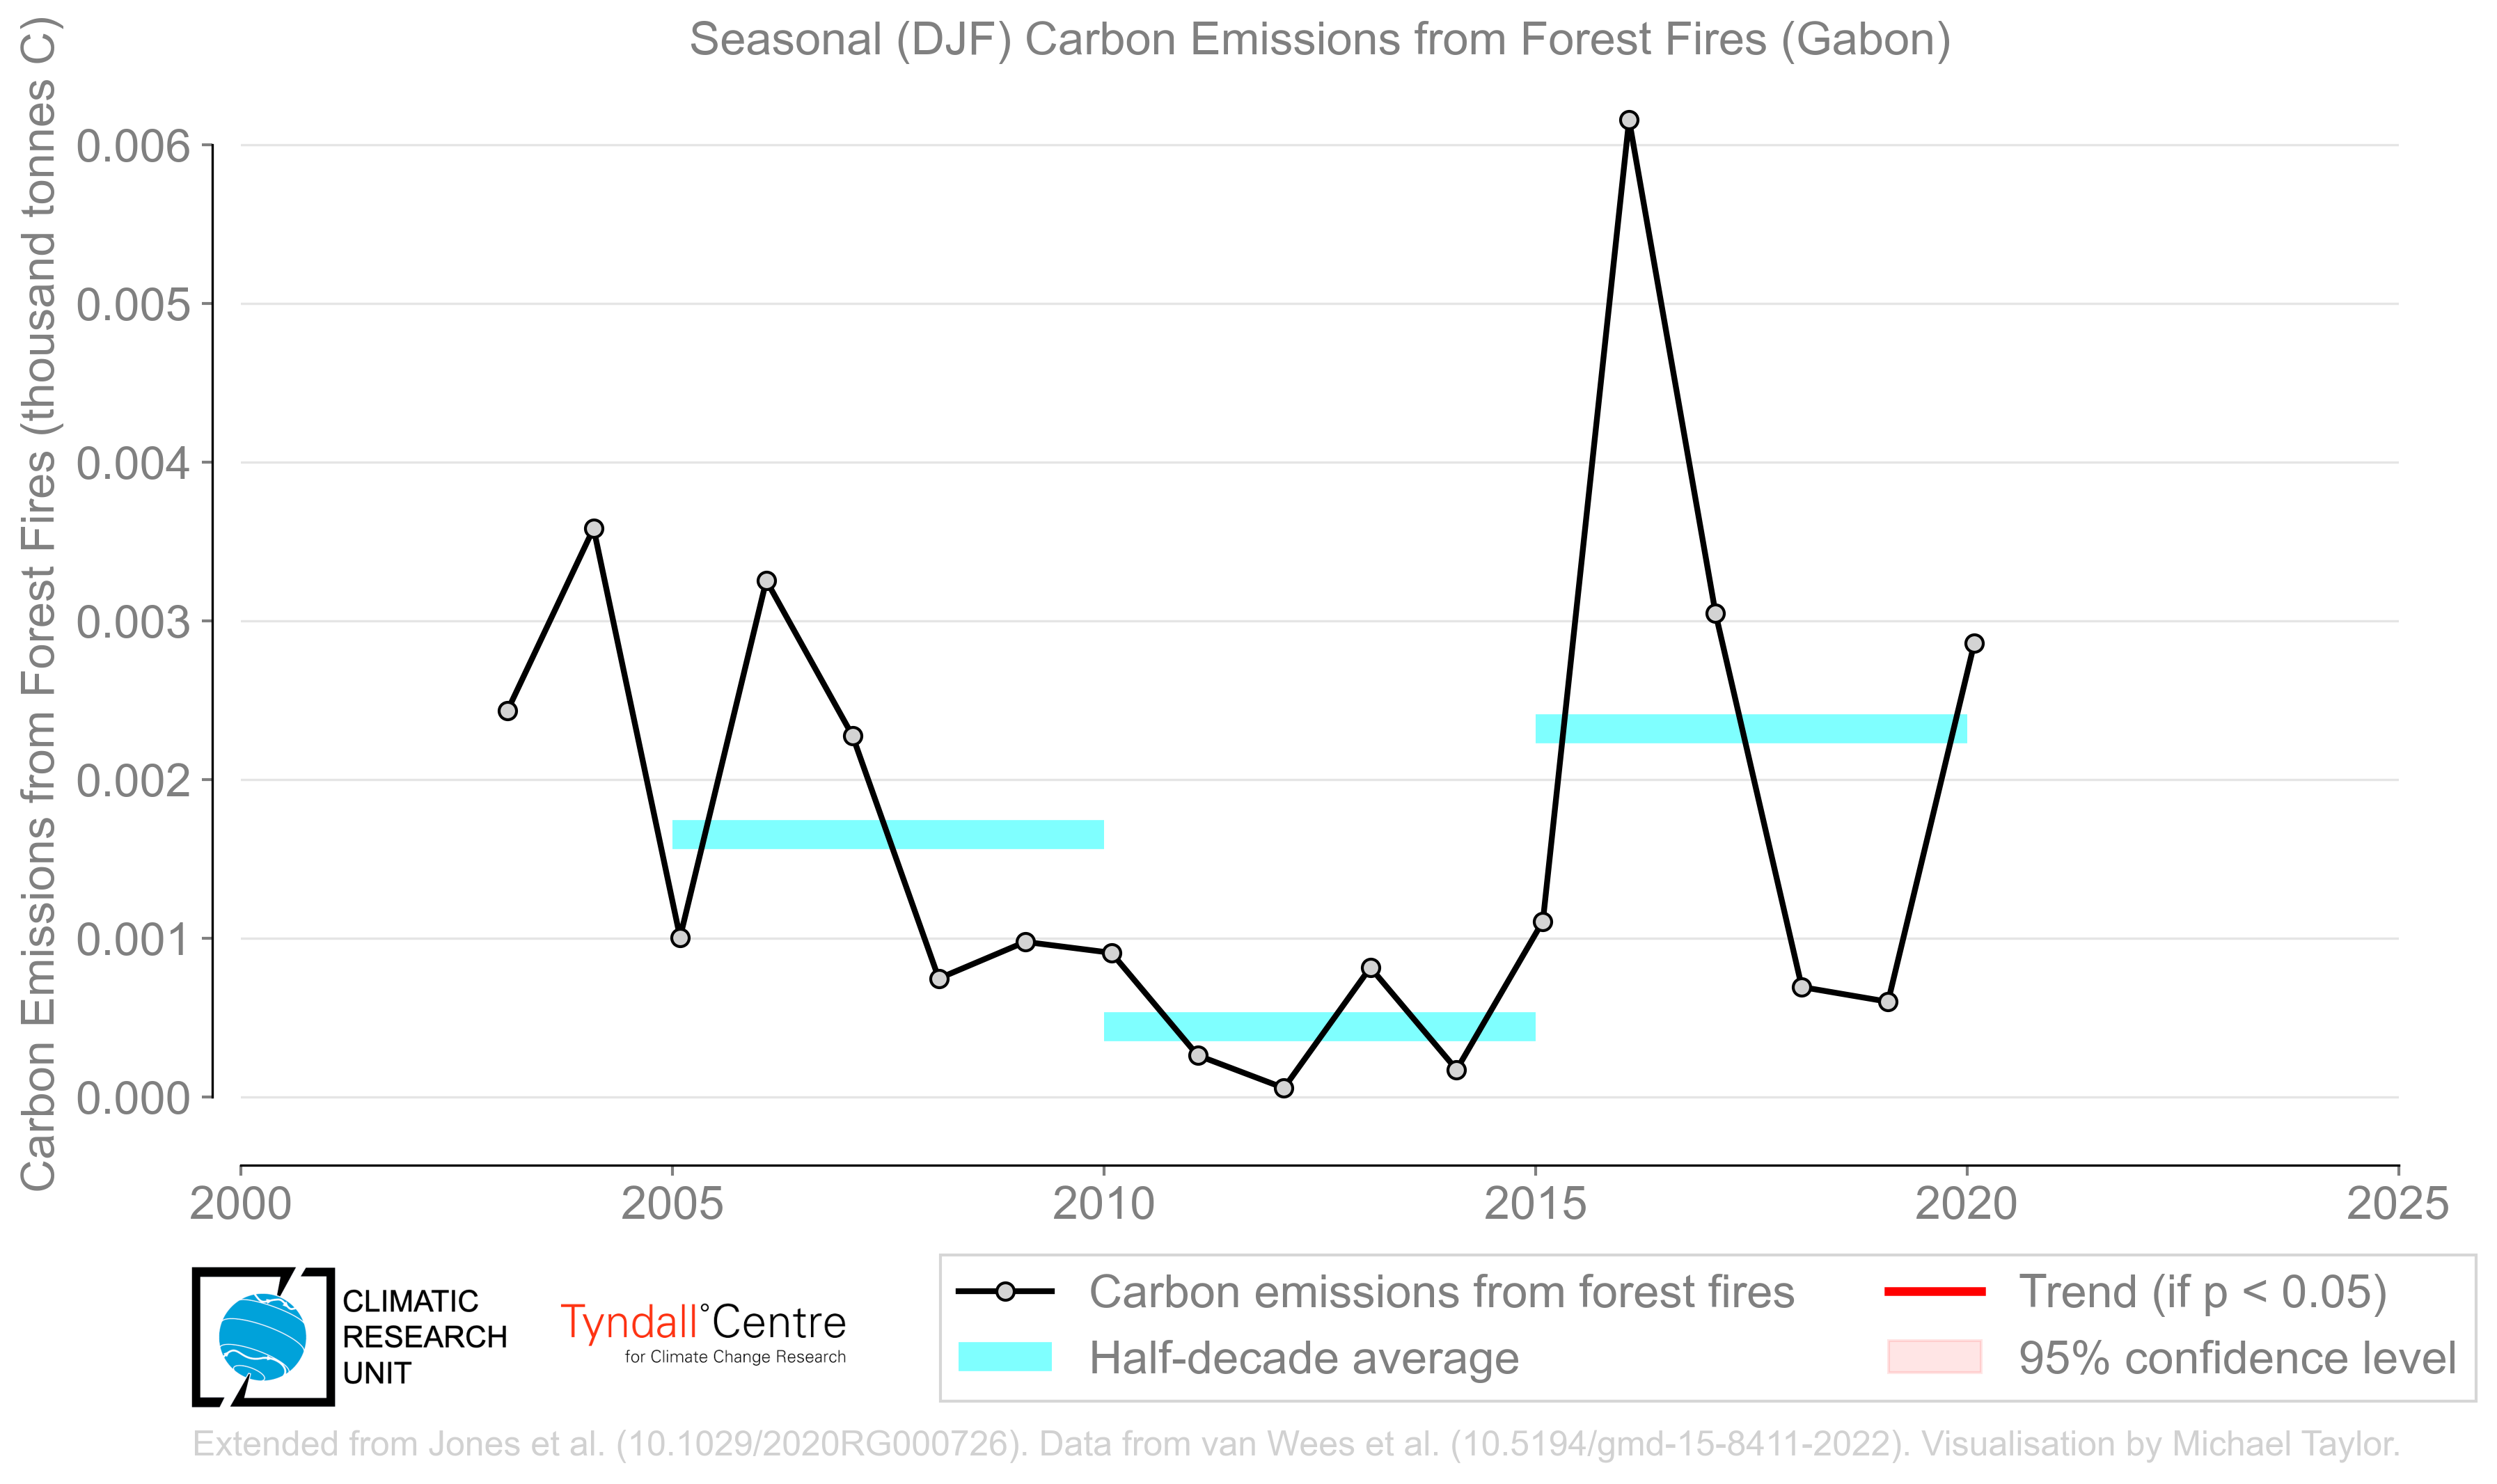 Seasonal (DJF) Carbon Emissions from Forest Fires (Gabon)
Carbon Emissions from Forest Fires (thousand tonnes C)
0.006
0.005
0.004
0.003
0.002
0.001
0.000
2000 2005 2010 2015 2020 2025
CLIMATIC
RESEARCH
UNIT
Tyndall°Centre
for Climate Change Research
Carbon emissions from forest fires
Half-decade average
Trend (if p < 0.05)
95% confidence level
Extended from Jones et al. (10.1029/2020RG000726). Data from van Wees et al. (10.5194/gmd-15-8411-2022). Visualisation by Michael Taylor.